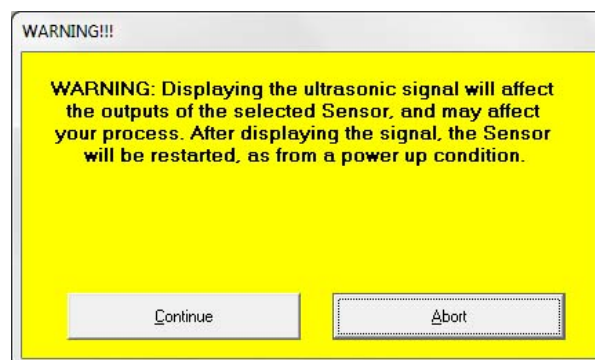 WARNING!!!
WARNING: Displaying the ultrasonic signal will affect
the outputs of the selected Sensor, and may affect
your process. After displaying the signal, the Sensor
will be restarted, as from a power up condition.
Continue
Abort